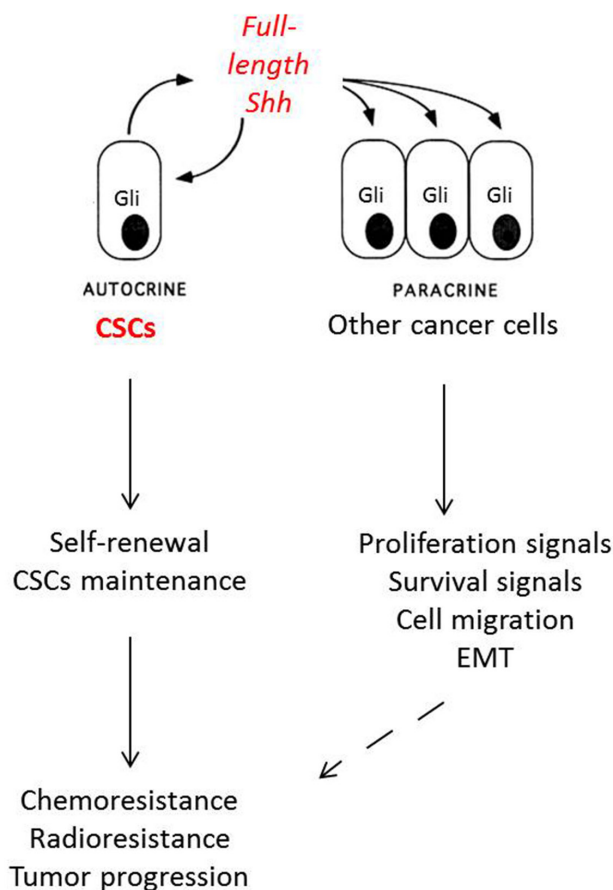 Full-
length
Shh
Gli
Gli Gli Gli
AUTOCRINE
CSCs
PARACRINE
Other cancer cells
Self-renewal
CSCs maintenance
Proliferation signals
Survival signals
Cell migration
EMT
Chemoresistance
Radioresistance
Tumor progression